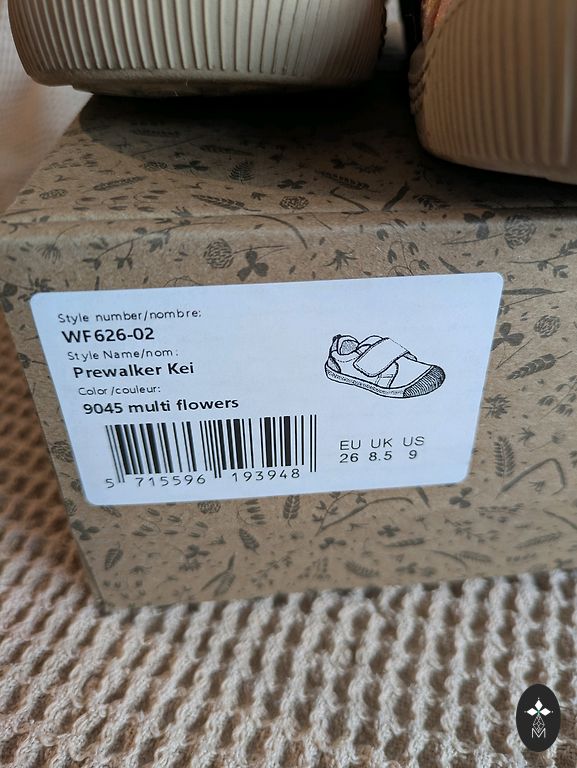 Style number/nombre:
WF626-02
Style Name/nom:
Prewalker Kei
Color/couleur:
9045 multi flowers
5 715596 193948
EU UK US
26 8.5 9
M